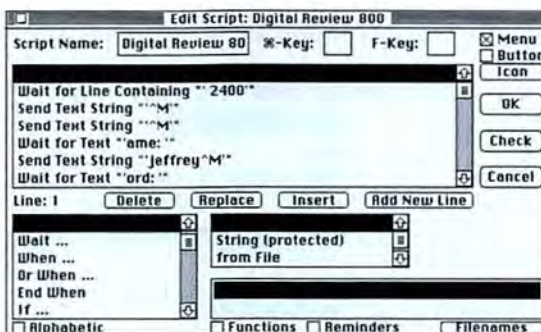 Edit Script: Digital Review 800
Script Name: Digital Review 80 ⌘-Key: F-Key: Menu
Button
Icon
Wait for Line Containing "' 2400'"
Send Text String "'^M'"
Send Text String "'^M'"
Wait for Text "'ame: '"
Send Text String "'jeffrey^M'"
Wait for Text "'ord: '"
OK
Check
Cancel
Line: 1 Delete Replace Insert Add New Line
Wait ...
When ...
Or When ...
End When
If ...
String (protected)
from File
Alphabetic Functions Reminders Filenames